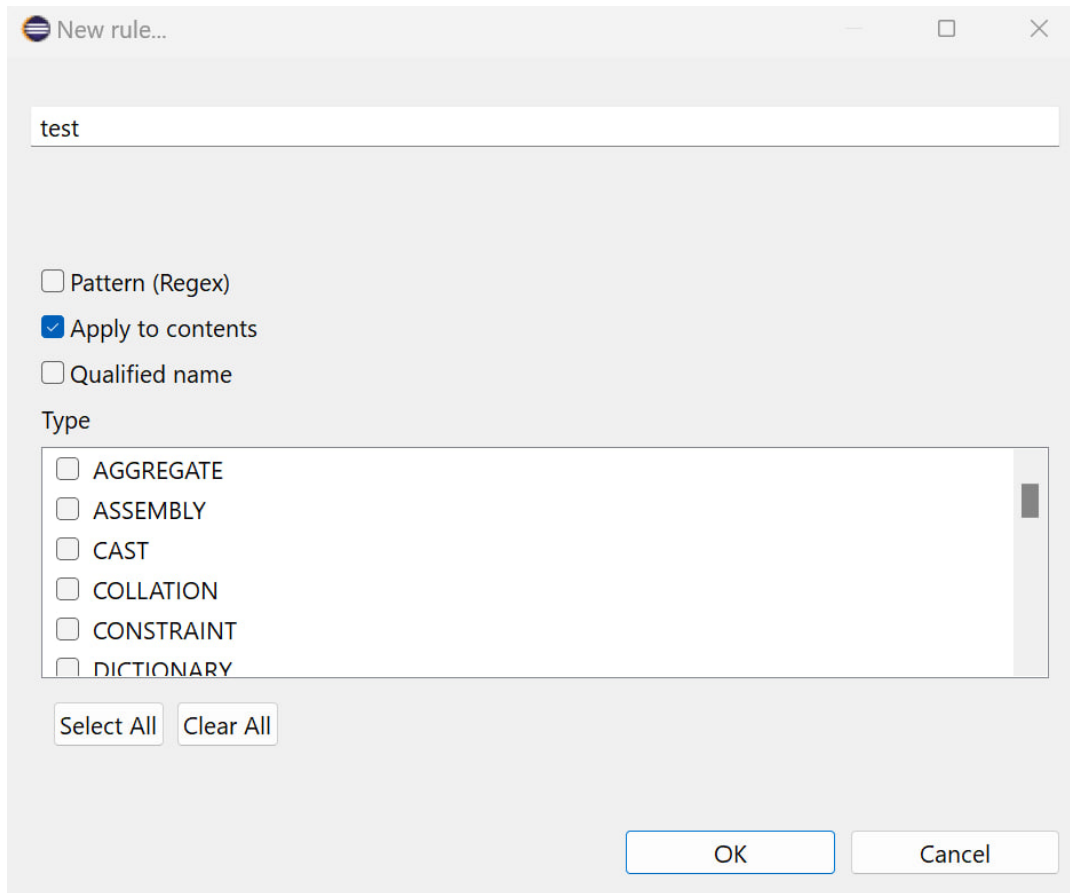 New rule...
test
Pattern (Regex)
Apply to contents
Qualified name
Type
AGGREGATE
ASSEMBLY
CAST
COLLATION
CONSTRAINT
DICTIONARY
Select All Clear All
OK Cancel